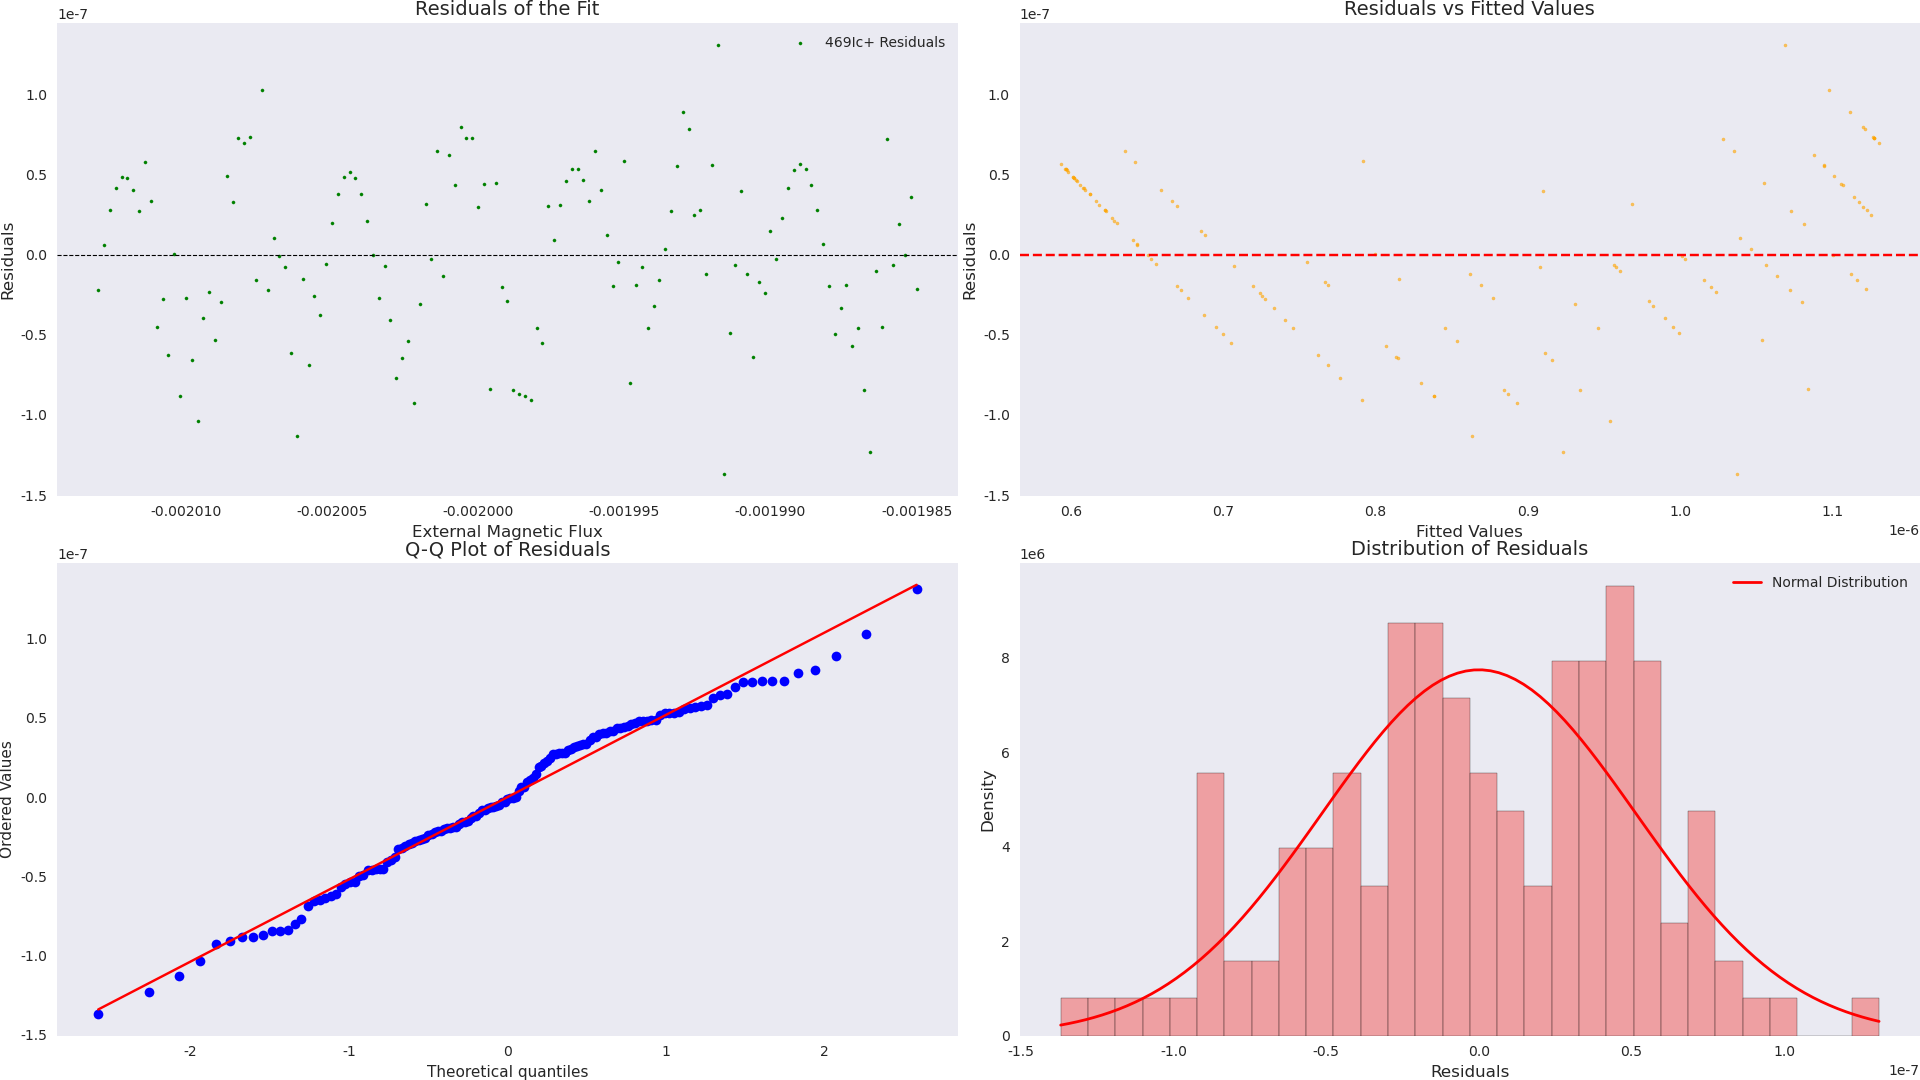 Residuals of the Fit
1e-7
469Ic+ Residuals
1.0
0.5
0.0
-0.5
-1.0
-1.5
Residuals
-0.002010 -0.002005 -0.002000 -0.001995 -0.001990 -0.001985
External Magnetic Flux
Residuals vs Fitted Values
1e-7
1.0
0.5
0.0
-0.5
-1.0
-1.5
Residuals
0.6 0.7 0.8 0.9 1.0 1.1
1e-6
Fitted Values
Q-Q Plot of Residuals
1e-7
1.0
0.5
0.0
-0.5
-1.0
-1.5
Ordered Values
-2 -1 0 1 2
Theoretical quantiles
Distribution of Residuals
1e6
Normal Distribution
8
6
4
2
0
Density
-1.5 -1.0 -0.5 0.0 0.5 1.0
1e-7
Residuals